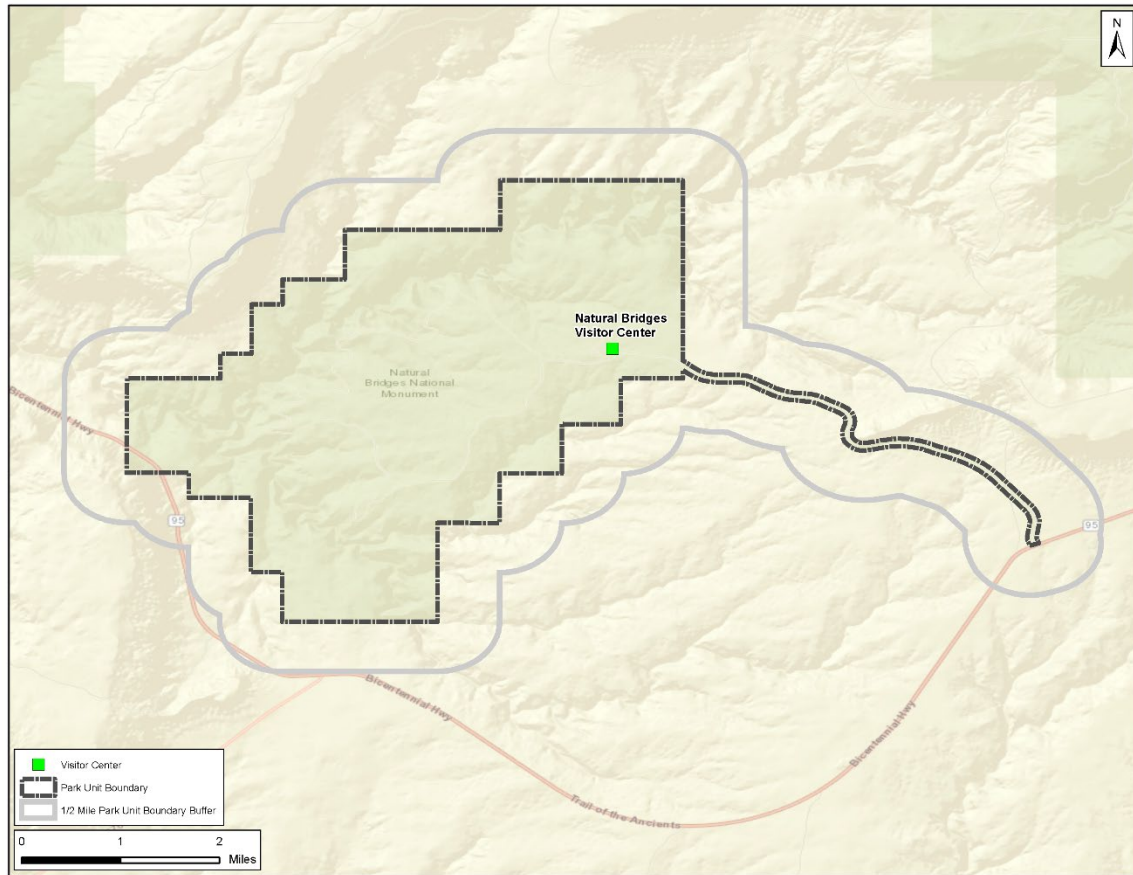 N
Natural Bridges
Visitor Center
Natural
Bridges National
Monument
Bicentennial Hwy
95
95
Bicentennial Hwy
Bicentennial Hwy
Trail of the Ancients
Visitor Center
Park Unit Boundary
1/2 Mile Park Unit Boundary Buffer
0 1 2
Miles